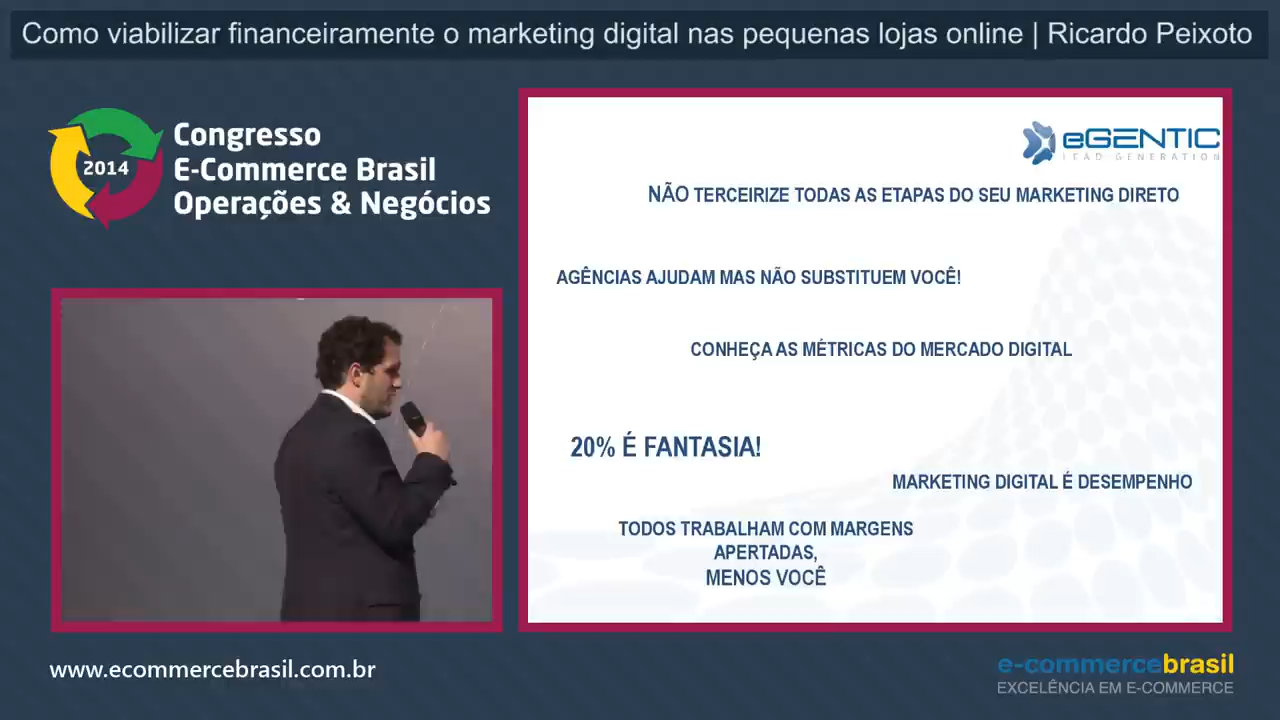 Como viabilizar financeiramente o marketing digital nas pequenas lojas online | Ricardo Peixoto
2014
Congresso
E-Commerce Brasil
Operações & Negócios
eGENTIC
LEAD GENERATION
NÃO TERCEIRIZE TODAS AS ETAPAS DO SEU MARKETING DIRETO
AGÊNCIAS AJUDAM MAS NÃO SUBSTITUEM VOCÊ!
CONHEÇA AS MÉTRICAS DO MERCADO DIGITAL
20% É FANTASIA!
MARKETING DIGITAL É DESEMPENHO
TODOS TRABALHAM COM MARGENS
APERTADAS,
MENOS VOCÊ
www.ecommercebrasil.com.br
e-commercebrasil
EXCELÊNCIA EM E-COMMERCE